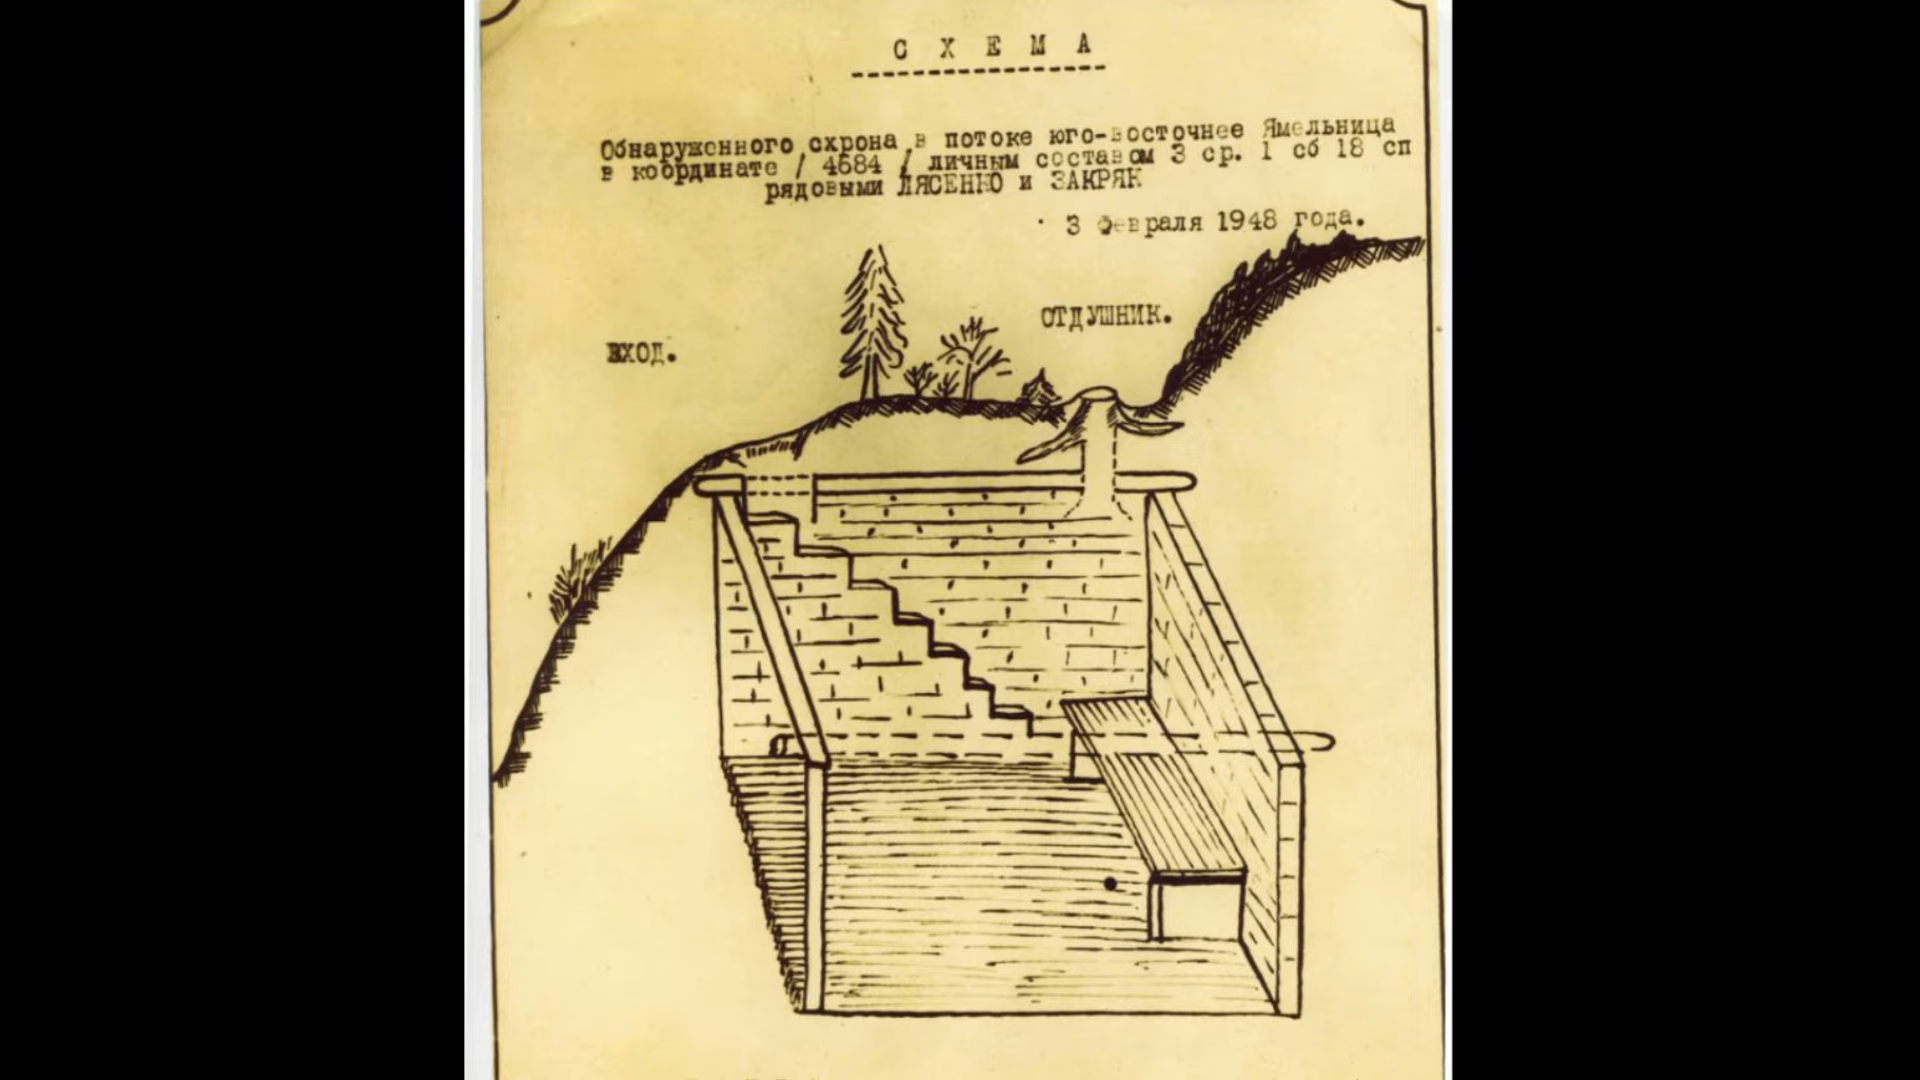 СХЕМА
Обнаруженного схрона в потоке юго-восточнее Ямельница
в координате / 4684 / личным составом 3 ср. 1 сб 18 сп
рядовыми ЛЯСЕНКО и ЗАКРЯК
3 февраля 1948 года.
ОТДУШНИК.
ВХОД.